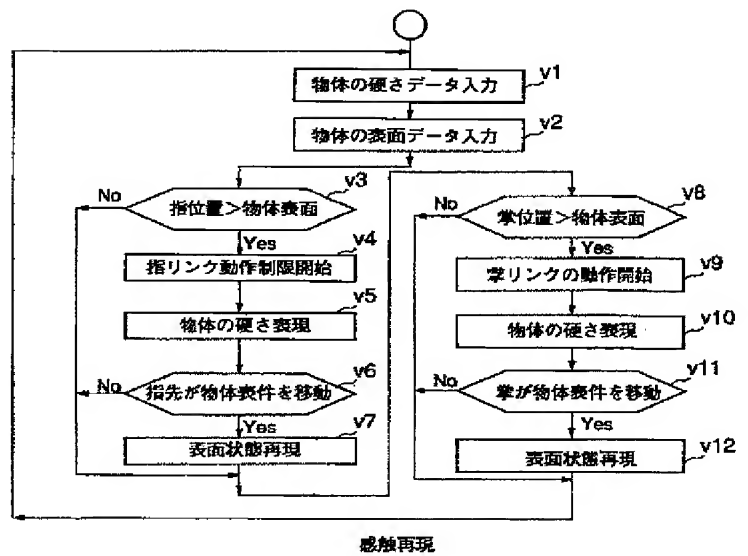 物体の硬さデータ入力 v1
物体の表面データ入力 v2
v3
No 指位置>物体表面
Yes
v4
指リンク動作制限開始
v5
物体の硬さ表現
v6
No 指先が物体表件を移動
Yes
v7
表面状態再現
v8
No 掌位置>物体表面
Yes
v9
掌リンクの動作開始
v10
物体の硬さ表現
v11
No 掌が物体表件を移動
Yes
v12
表面状態再現
感触再現